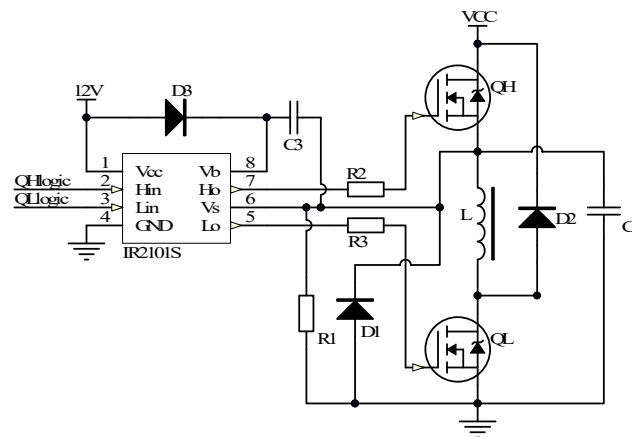 VCC
12V
D3
QH
C3
1 Vcc Vb 8
R2
QHlogic 2 Hin Ho 7
QLlogic 3 Lin Vs 6
4 GND Lo 5
L
D2
C
R3
IR2101S
R1
D1
QL